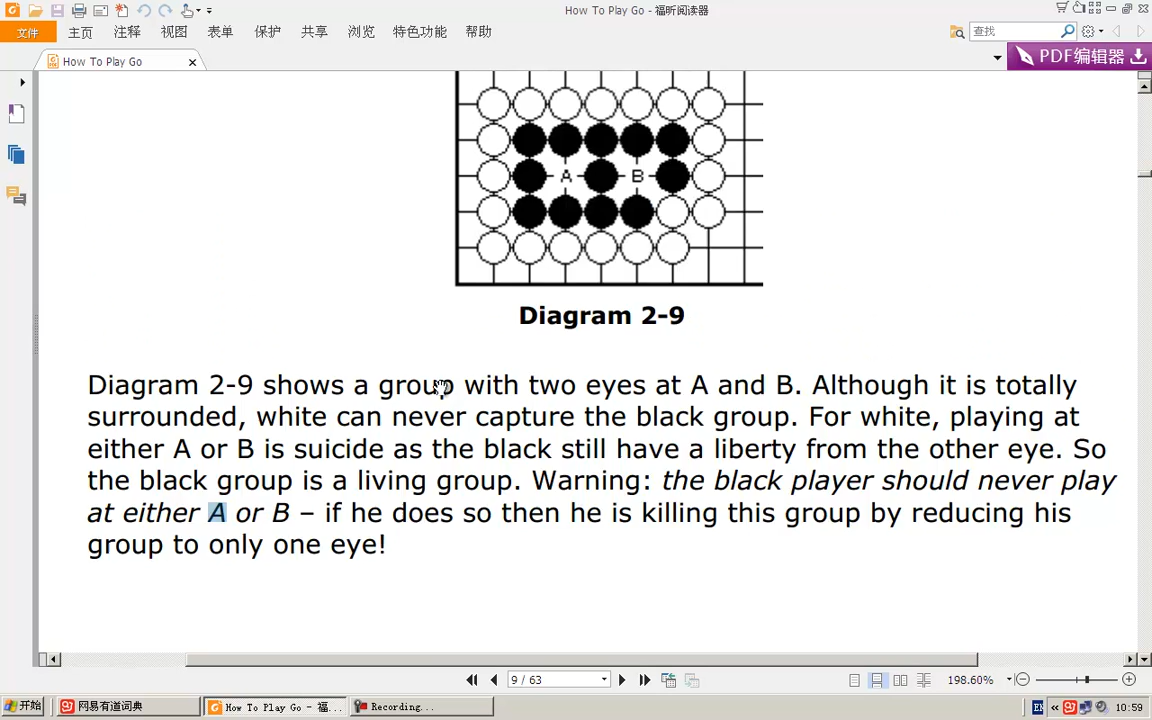 How To Play Go - 福昕阅读器
文件 主页 注释 视图 表单 保护 共享 浏览 特色功能 帮助 查找
How To Play Go PDF编辑器
A B
Diagram 2-9
Diagram 2-9 shows a group with two eyes at A and B. Although it is totally
surrounded, white can never capture the black group. For white, playing at
either A or B is suicide as the black still have a liberty from the other eye. So
the black group is a living group. Warning: the black player should never play
at either A or B – if he does so then he is killing this group by reducing his
group to only one eye!
9 / 63 198.60%
开始 网易有道词典 How To Play Go - 福... Recording... EN 10:59